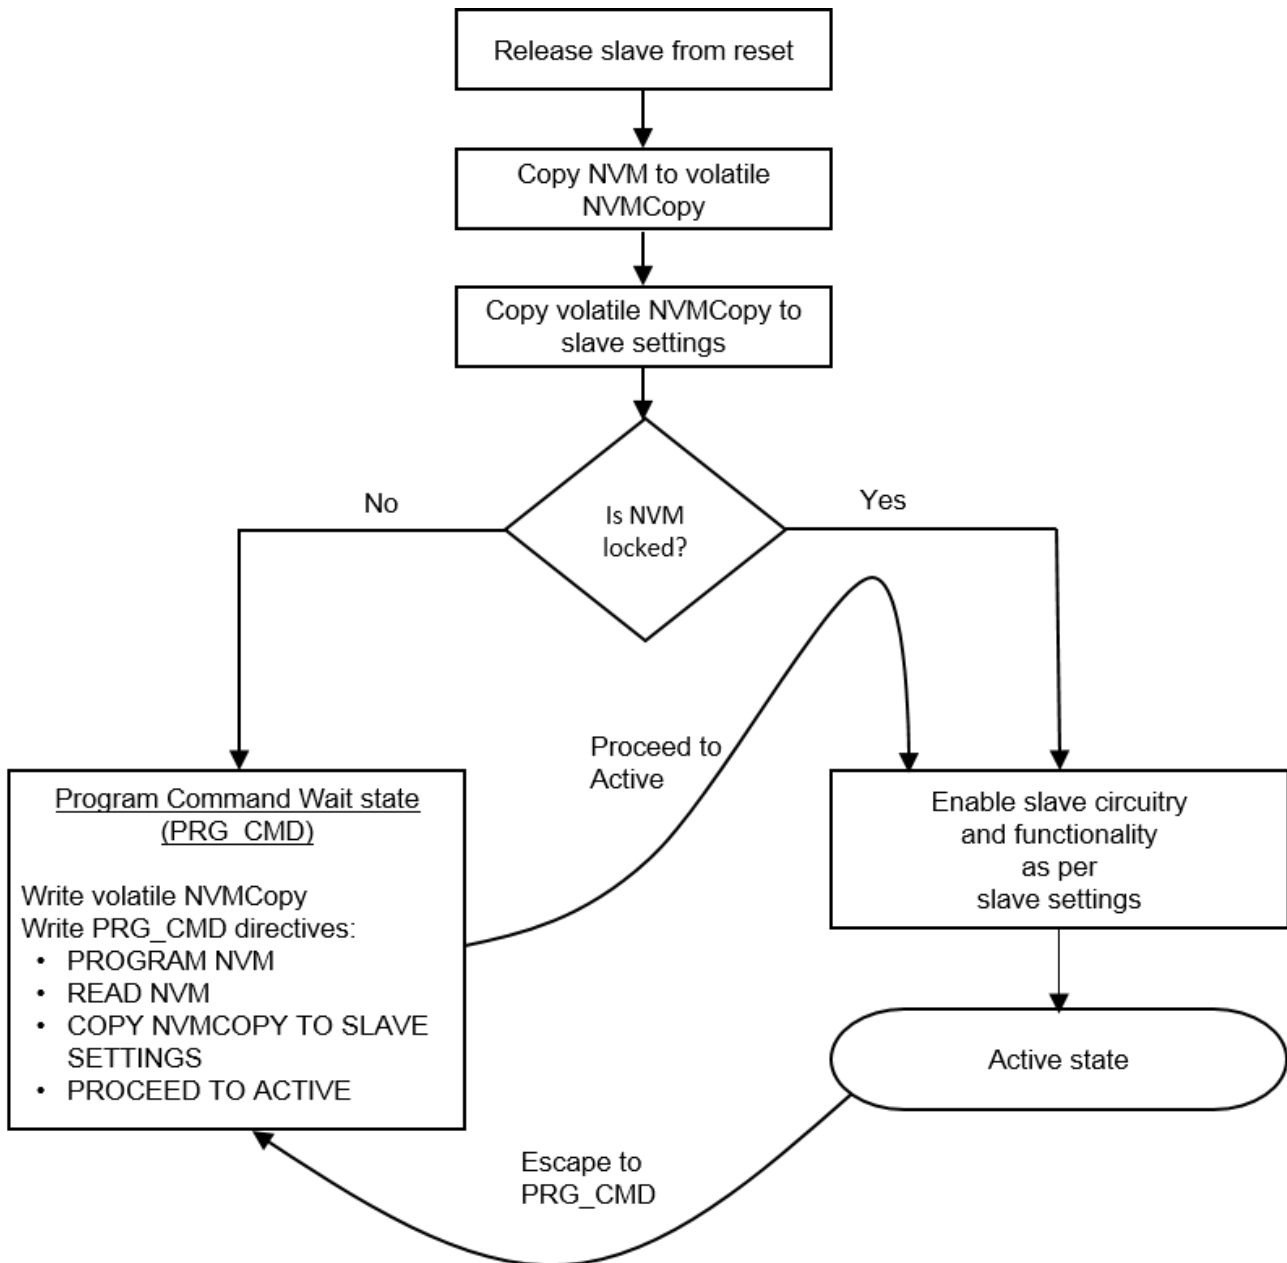 Release slave from reset
Copy NVM to volatile
NVMCopy
Copy volatile NVMCopy to
slave settings
Is NVM
locked?
No
Yes
Proceed to
Active
Program Command Wait state
(PRG_CMD)
Write volatile NVMCopy
Write PRG_CMD directives:
• PROGRAM NVM
• READ NVM
• COPY NVMCOPY TO SLAVE
SETTINGS
• PROCEED TO ACTIVE
Enable slave circuitry
and functionality
as per
slave settings
Active state
Escape to
PRG_CMD